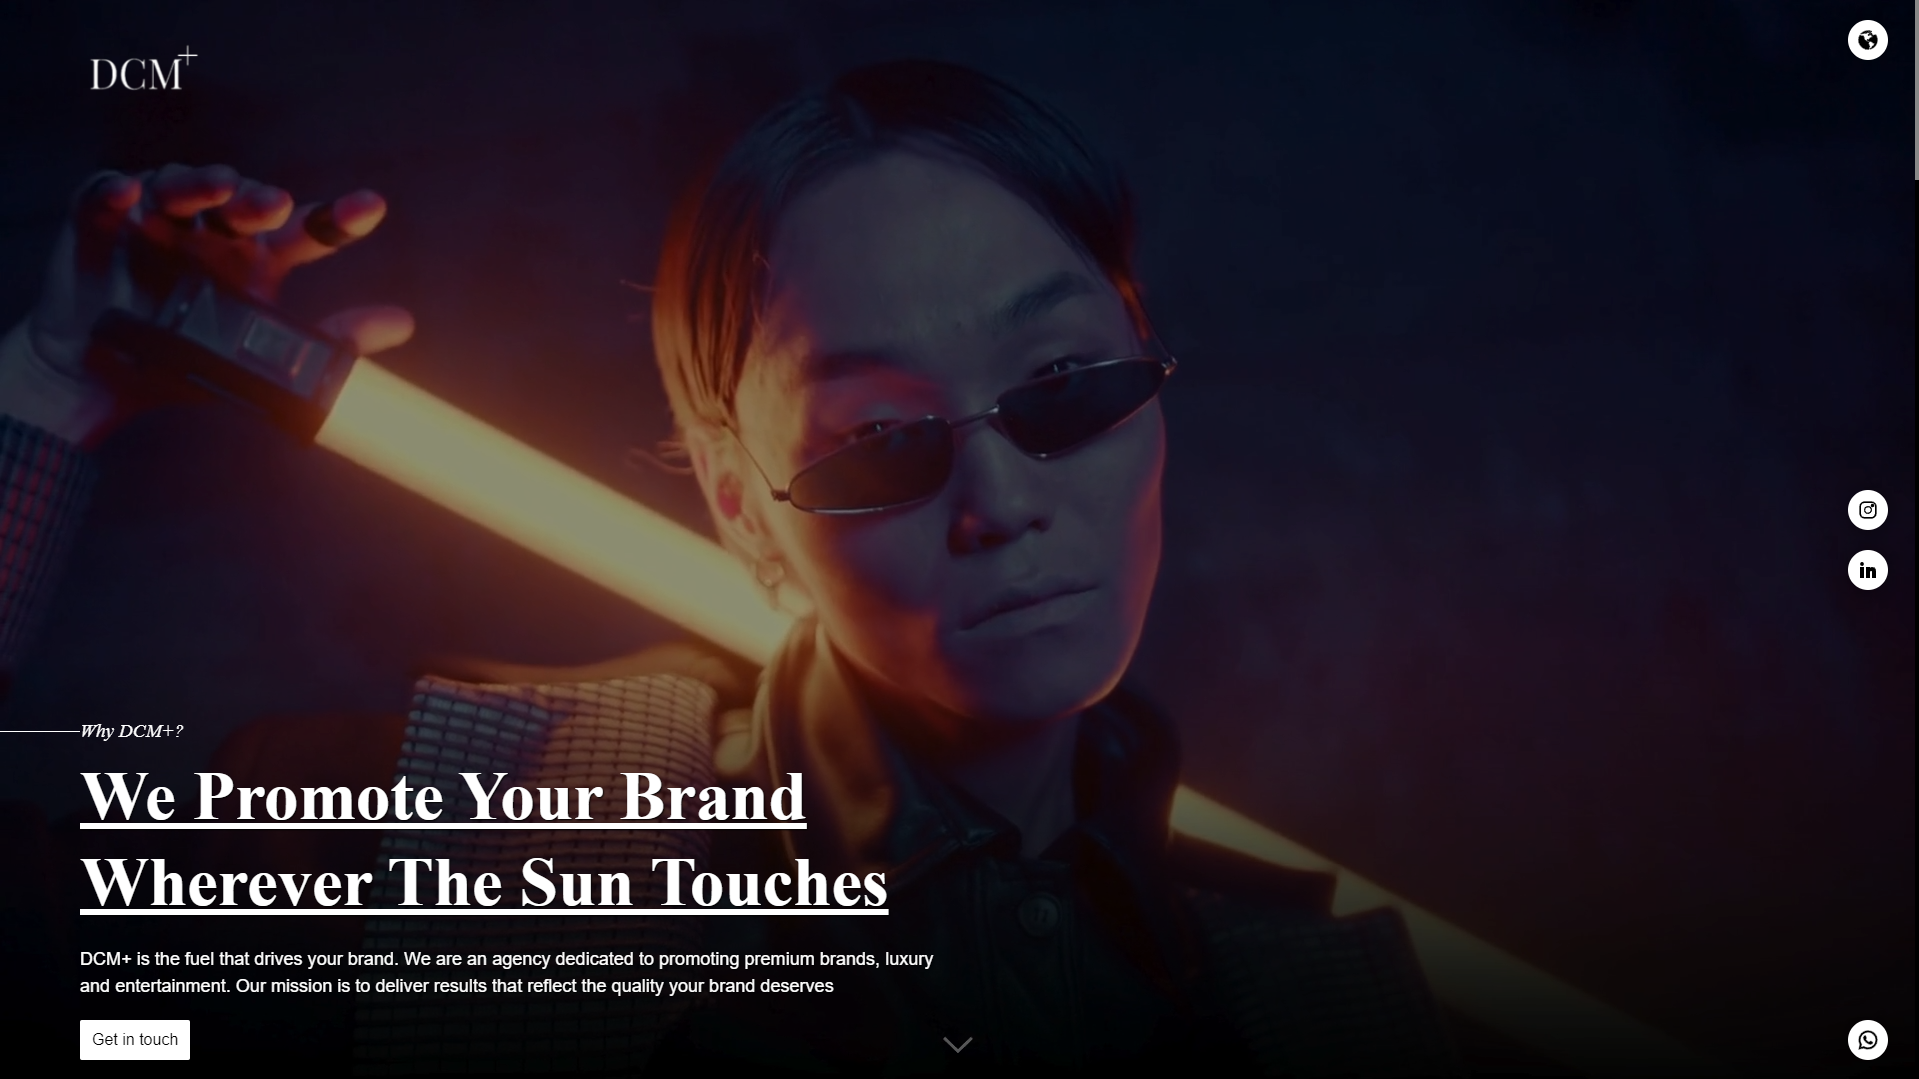 DCM+
Why DCM+?
We Promote Your Brand
Wherever The Sun Touches
DCM+ is the fuel that drives your brand. We are an agency dedicated to promoting premium brands, luxury
and entertainment. Our mission is to deliver results that reflect the quality your brand deserves
Get in touch